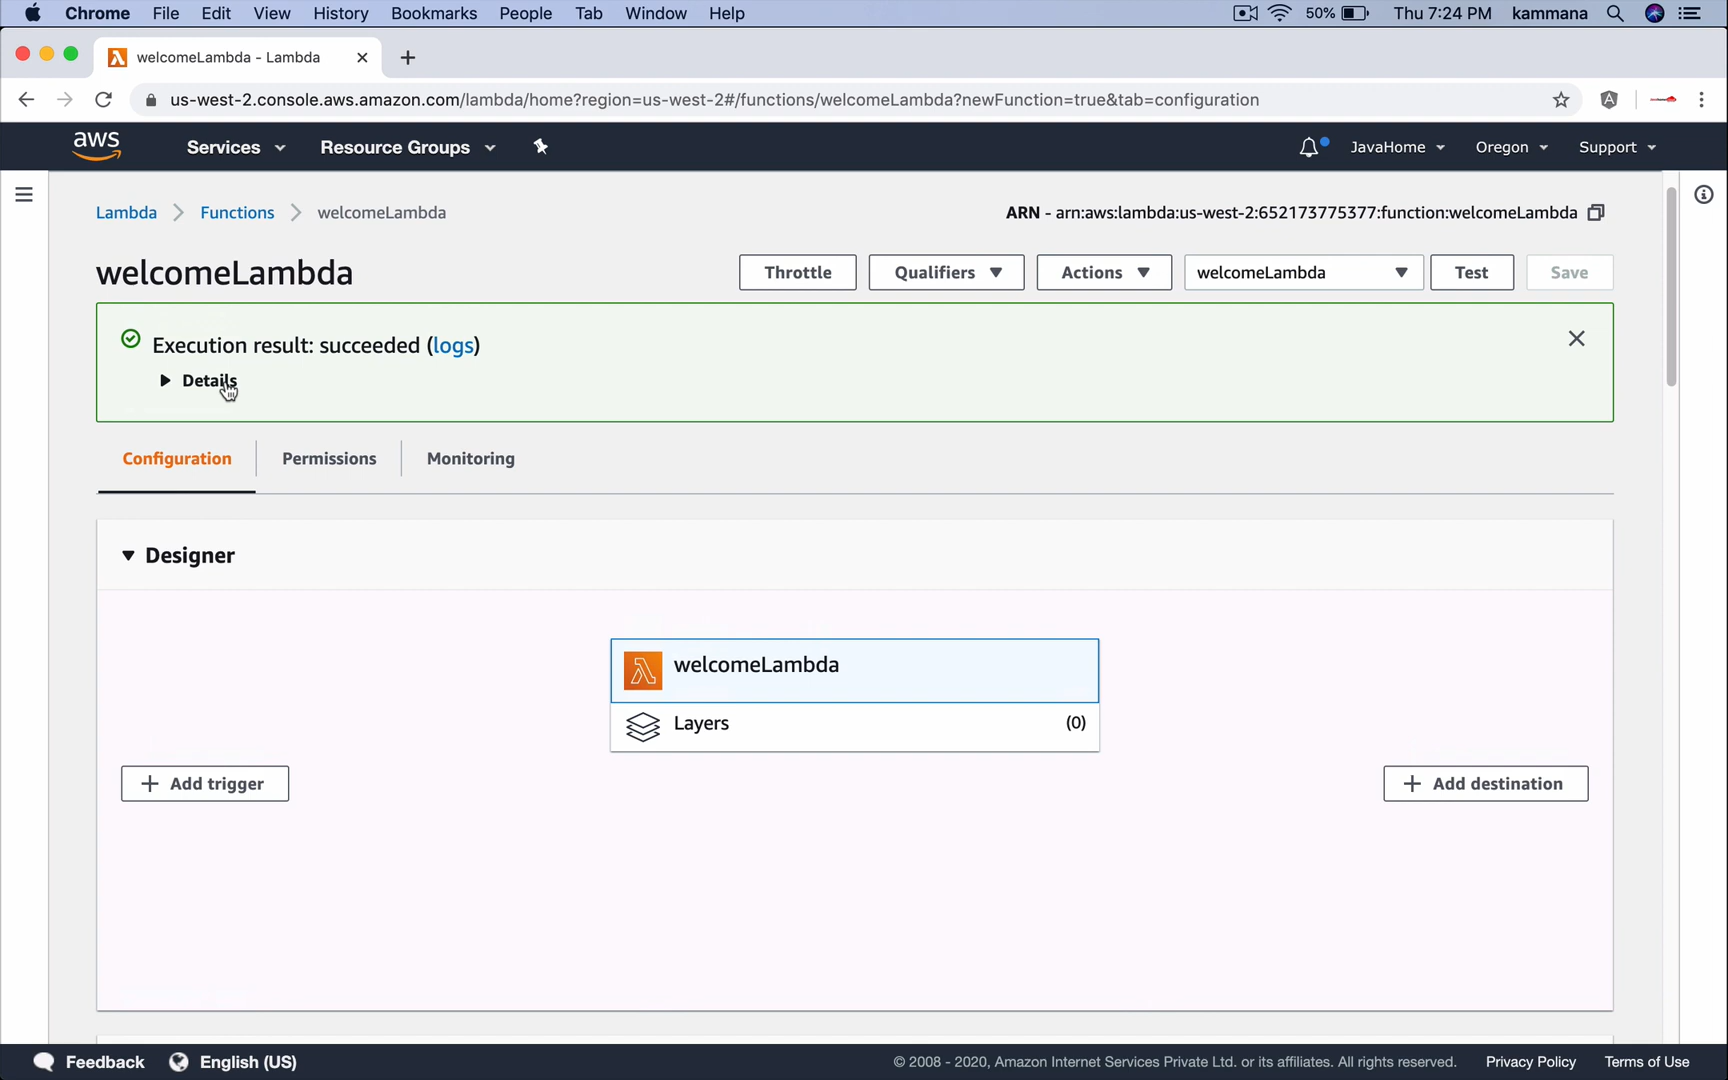 Chrome File Edit View History Bookmarks People Tab Window Help 50% Thu 7:24 PM kammana
welcomeLambda - Lambda
us-west-2.console.aws.amazon.com/lambda/home?region=us-west-2#/functions/welcomeLambda?newFunction=true&tab=configuration
aws Services Resource Groups JavaHome Oregon Support
Lambda Functions welcomeLambda ARN - arn:aws:lambda:us-west-2:652173775377:function:welcomeLambda
welcomeLambda Throttle Qualifiers Actions welcomeLambda Test Save
Execution result: succeeded (logs)
Details
Configuration Permissions Monitoring
Designer
welcomeLambda
Layers (0)
+ Add trigger + Add destination
Feedback English (US) © 2008 - 2020, Amazon Internet Services Private Ltd. or its affiliates. All rights reserved. Privacy Policy Terms of Use